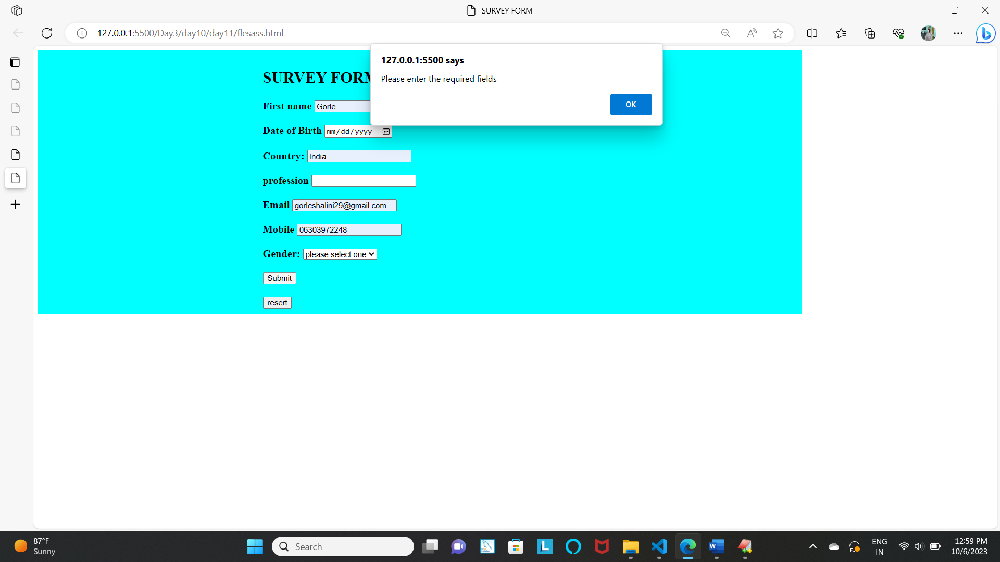 SURVEY FORM
127.0.0.1:5500/Day3/day10/day11/flesass.html
127.0.0.1:5500 says
Please enter the required fields
OK
SURVEY FORM
First name Gorle
Date of Birth mm/dd/yyyy
Country: India
profession
Email gorleshalini29@gmail.com
Mobile 06303972248
Gender: please select one
Submit
resert
87°F
Sunny
Search
ENG
IN
12:59 PM
10/6/2023